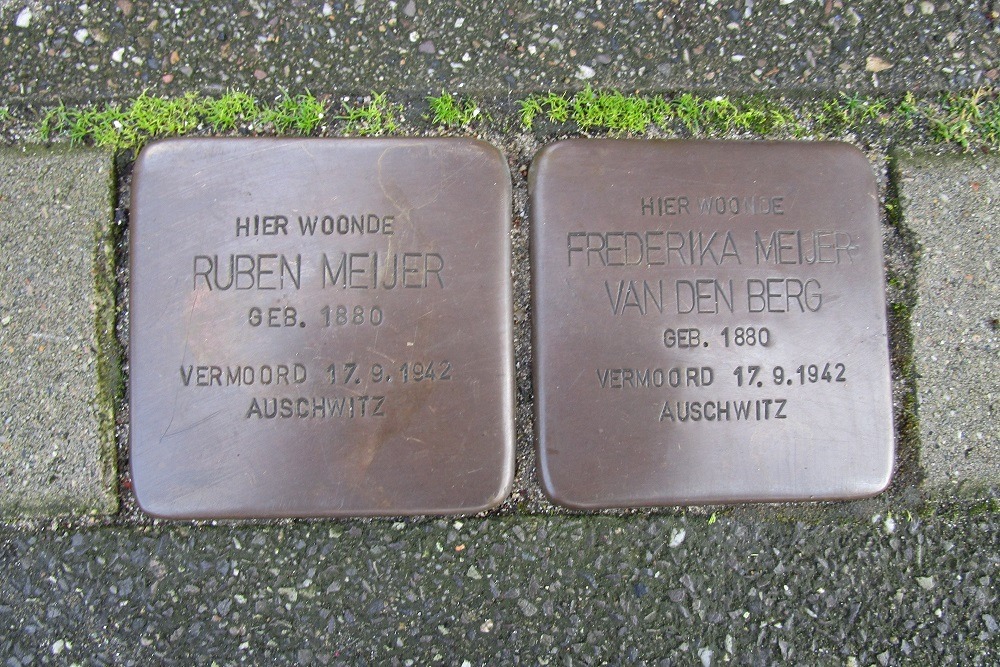 HIER WOONDE
RUBEN MEIJER
GEB. 1880
VERMOORD 17.9.1942
AUSCHWITZ
HIER WOONDE
FREDERIKA MEIJER-
VAN DEN BERG
GEB. 1880
VERMOORD 17.9.1942
AUSCHWITZ